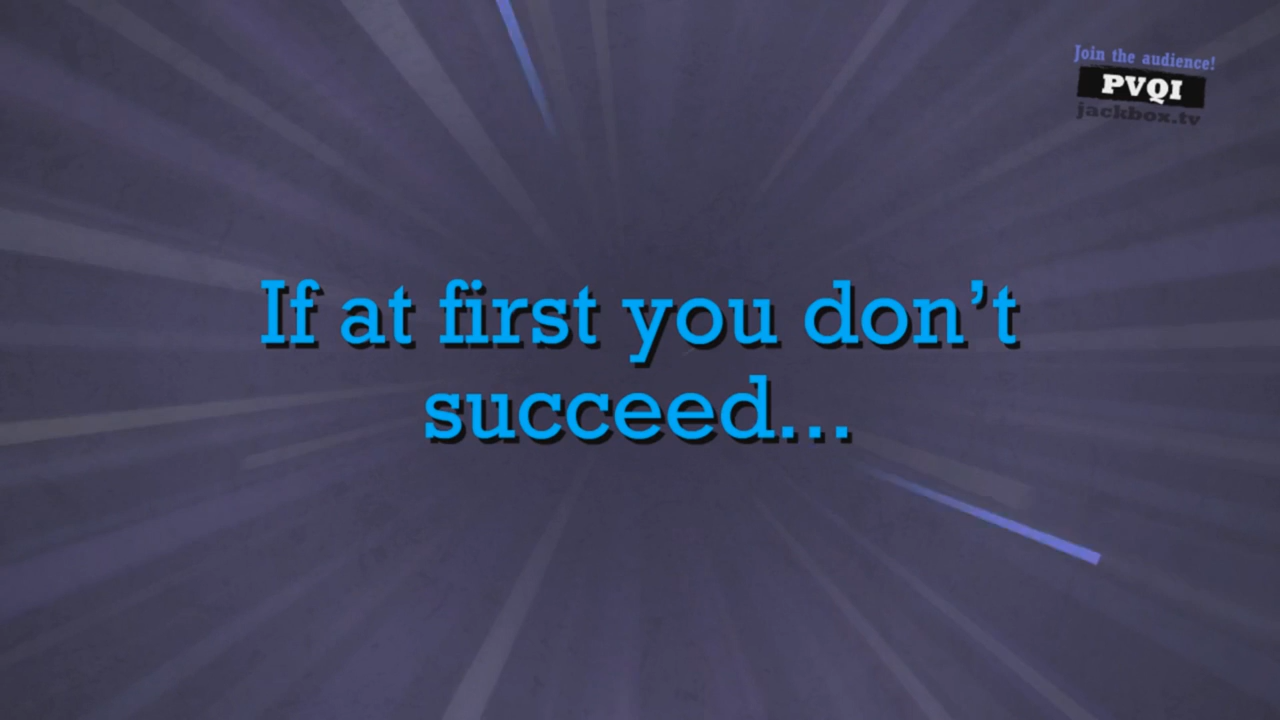 Join the audience!
PVQI
jackbox.tv
If at first you don’t
succeed...